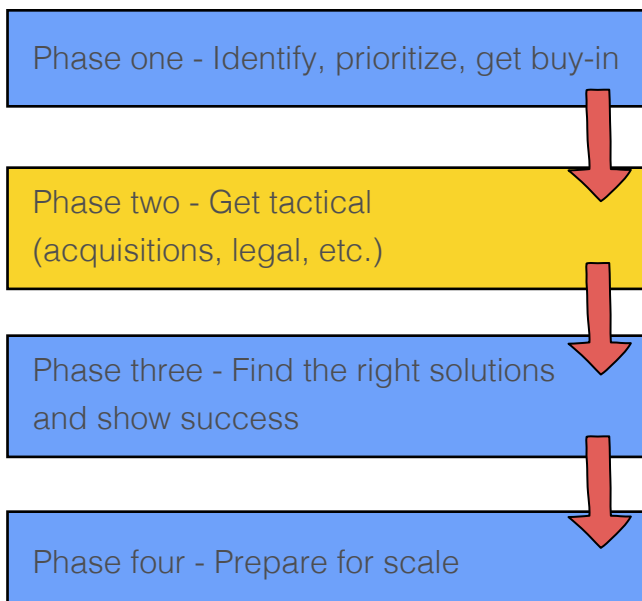 Phase one - Identify, prioritize, get buy-in
Phase two - Get tactical
(acquisitions, legal, etc.)
Phase three - Find the right solutions
and show success
Phase four - Prepare for scale